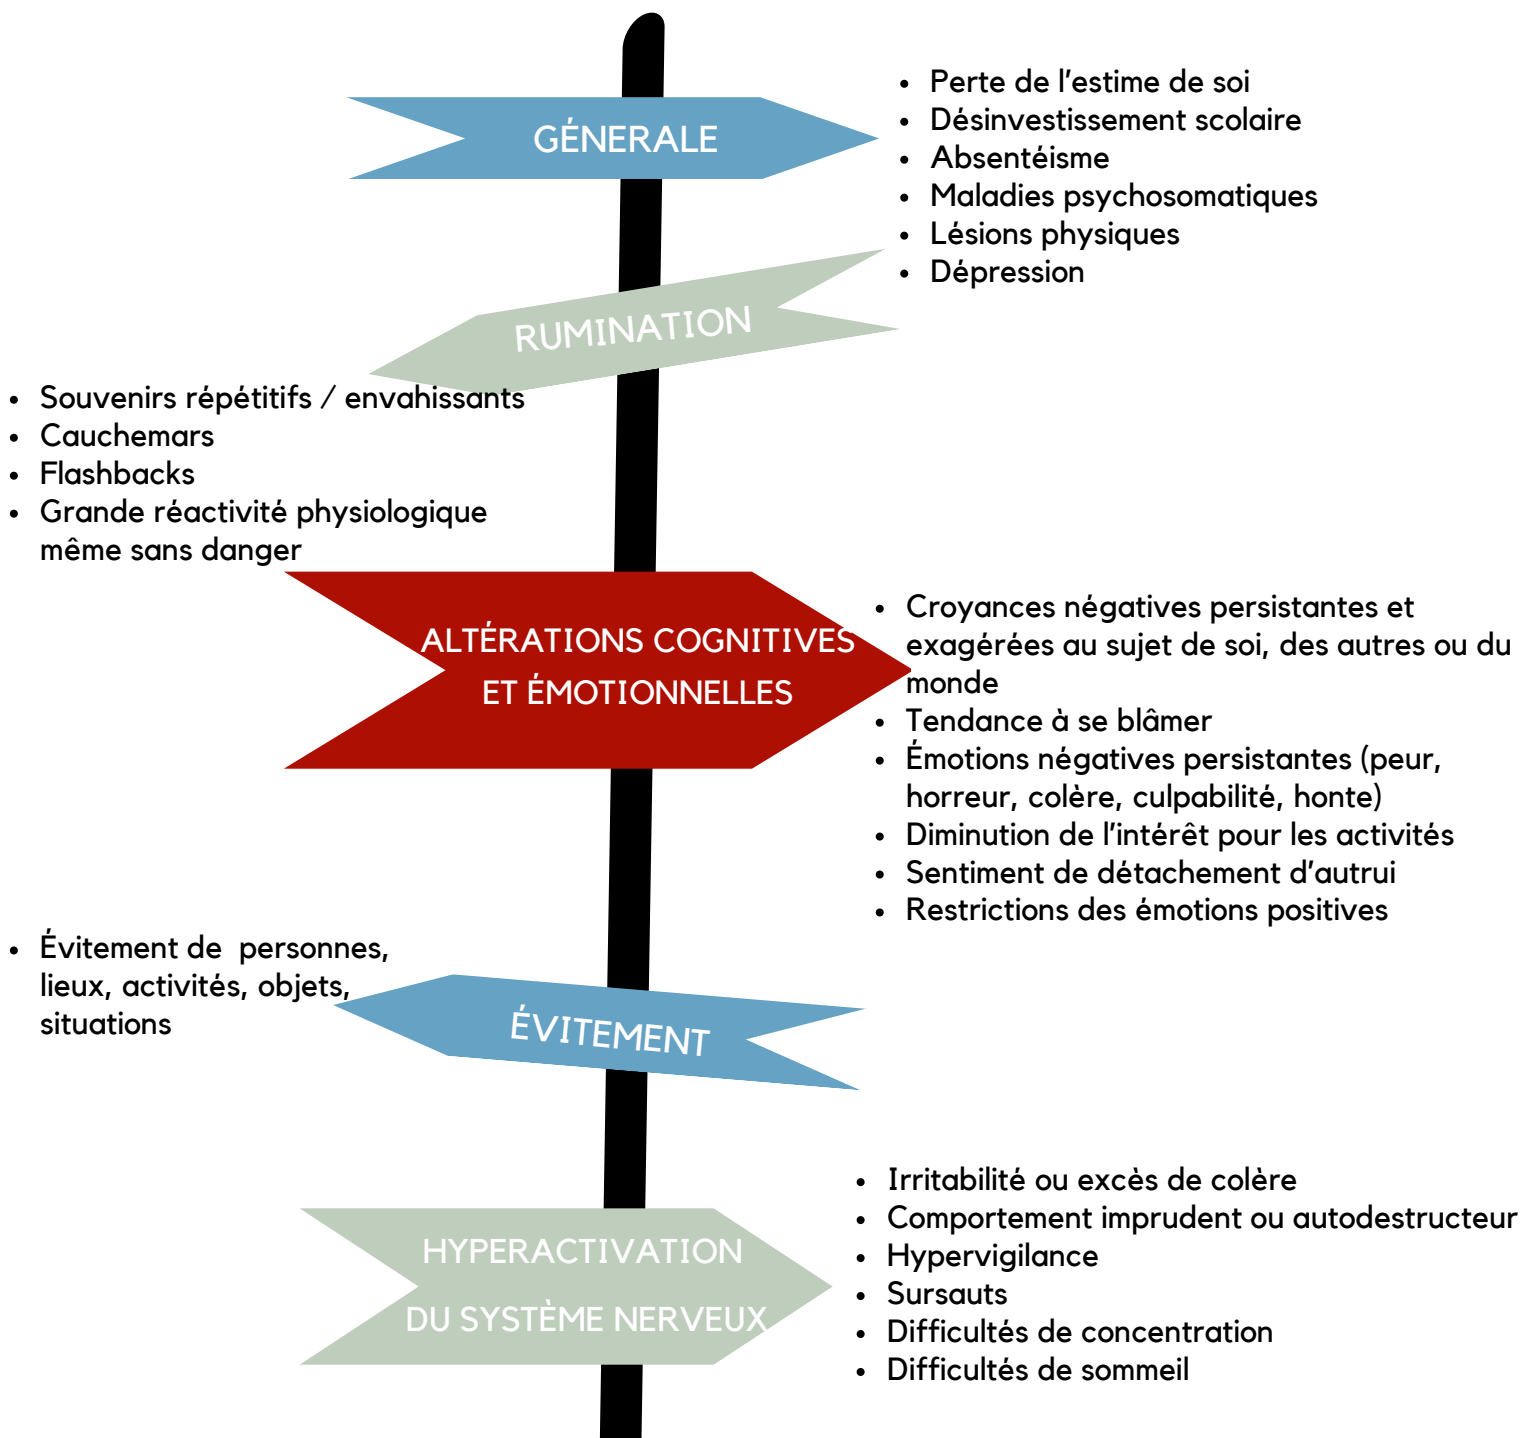 GÉNERALE
• Perte de l'estime de soi
• Désinvestissement scolaire
• Absentéisme
• Maladies psychosomatiques
• Lésions physiques
• Dépression
RUMINATION
• Souvenirs répétitifs / envahissants
• Cauchemars
• Flashbacks
• Grande réactivité physiologique
même sans danger
ALTÉRATIONS COGNITIVES
ET ÉMOTIONNELLES
• Croyances négatives persistantes et
exagérées au sujet de soi, des autres ou du
monde
• Tendance à se blâmer
• Émotions négatives persistantes (peur,
horreur, colère, culpabilité, honte)
• Diminution de l'intérêt pour les activités
• Sentiment de détachement d'autrui
• Restrictions des émotions positives
• Évitement de  personnes,
lieux, activités, objets,
situations
ÉVITEMENT
HYPERACTIVATION
DU SYSTÈME NERVEUX
• Irritabilité ou excès de colère
• Comportement imprudent ou autodestructeur
• Hypervigilance
• Sursauts
• Difficultés de concentration
• Difficultés de sommeil